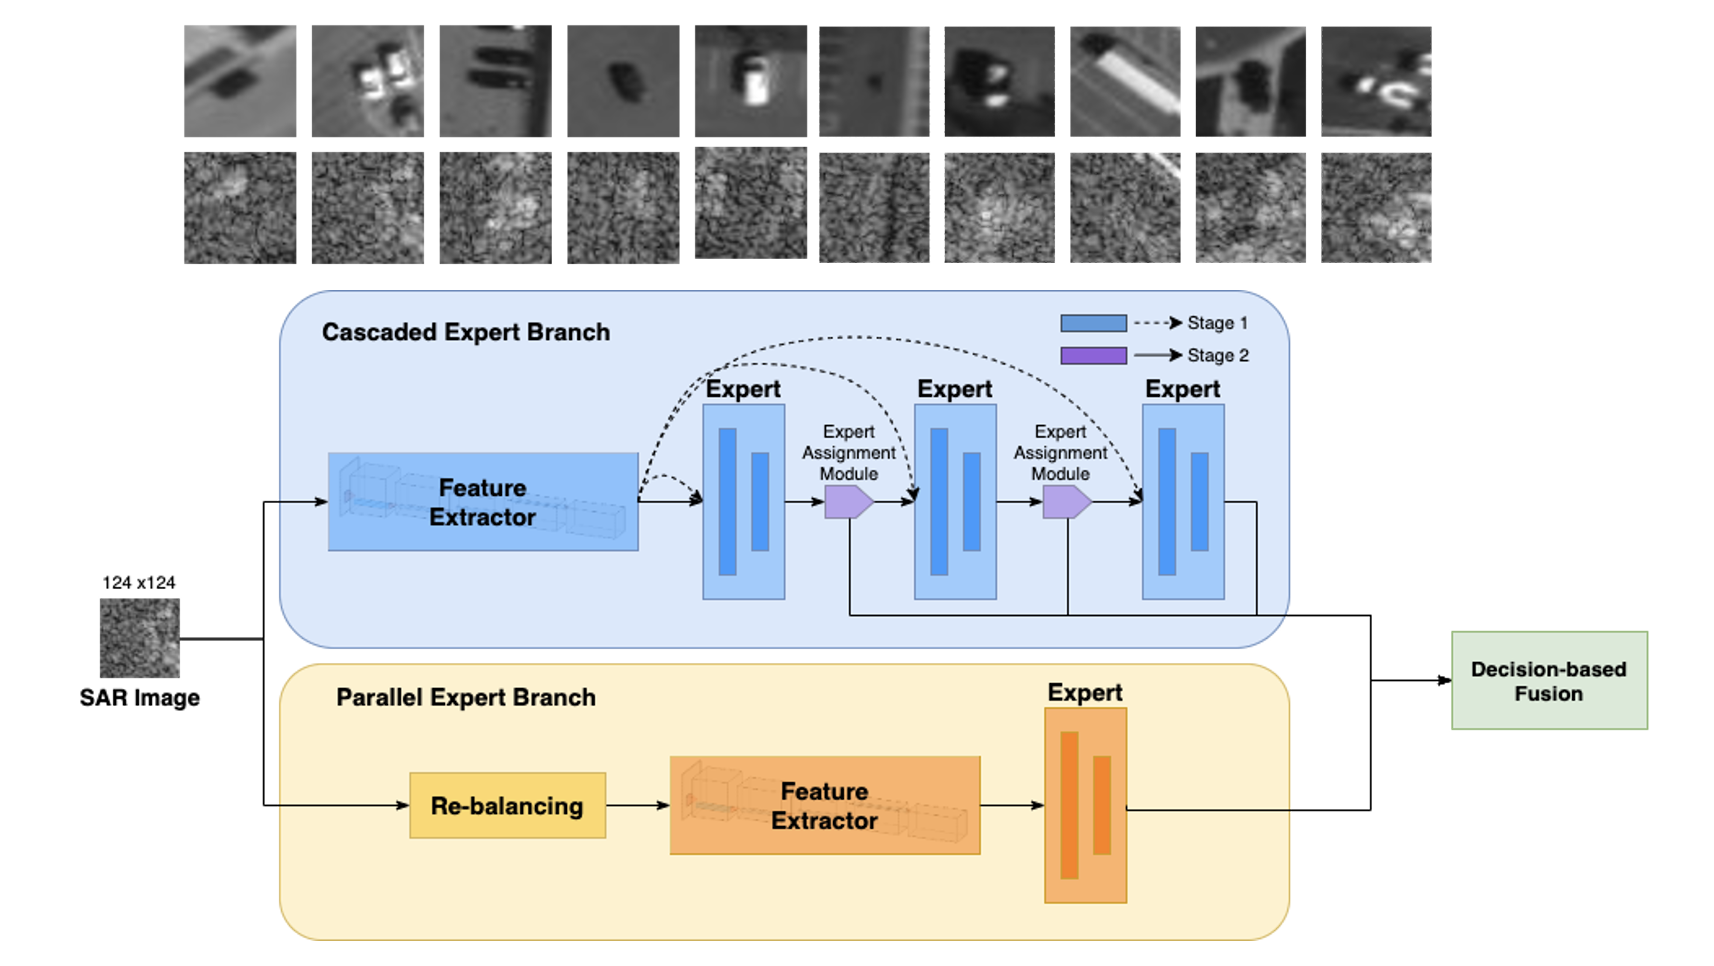 Cascaded Expert Branch
Stage 1
Stage 2
Expert
Expert
Expert
Expert
Assignment
Module
Expert
Assignment
Module
Feature
Extractor
124 x124
SAR Image
Decision-based
Fusion
Parallel Expert Branch
Expert
Re-balancing
Feature
Extractor